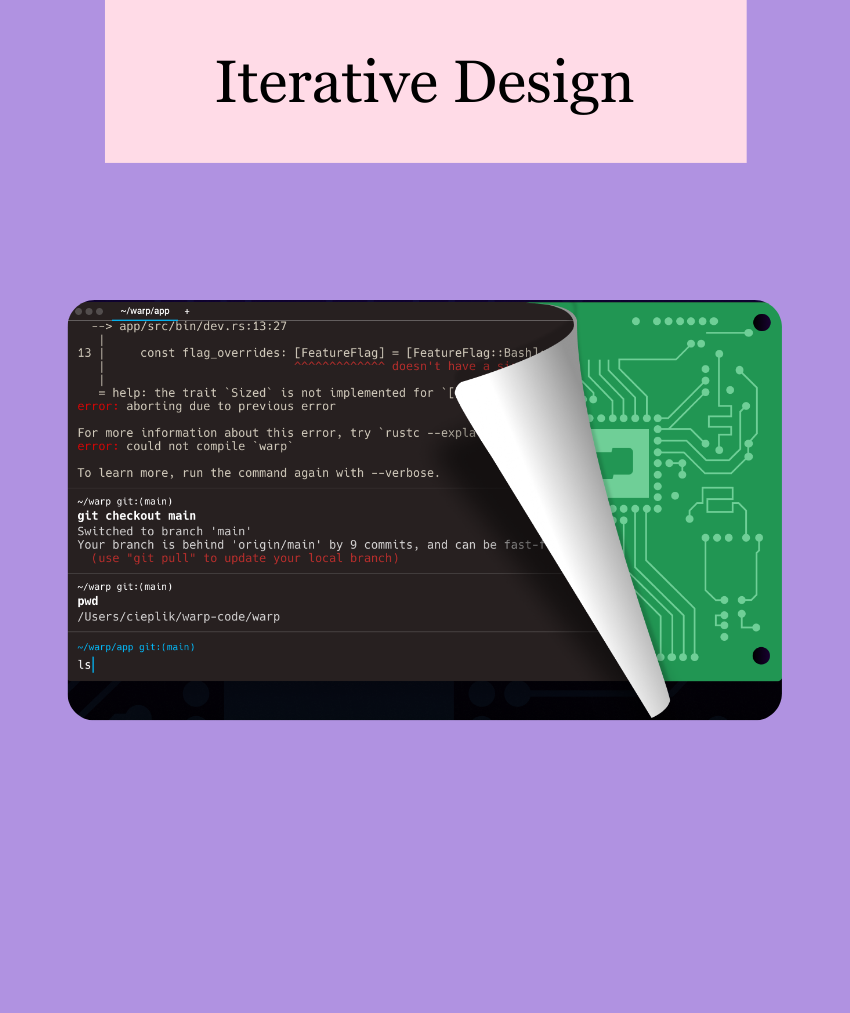 Iterative Design
~/warp/app +
--> app/src/bin/dev.rs:13:27
|
13 | const flag_overrides: [FeatureFlag] = [FeatureFlag::Bash]
| ^^^^^^^^^^^^^ doesn't have a
|
= help: the trait `Sized` is not implemented for `[
error: aborting due to previous error
For more information about this error, try `rustc
error: could not compile `warp`
To learn more, run the command again with --verbose.
~/warp git:(main)
git checkout main
Switched to branch 'main'
Your branch is behind 'origin/main' by 9 commits, and can be
(use "git pull" to update your local branch)
~/warp git:(main)
pwd
/Users/cieplik/warp-code/warp
~/warp/app git:(main)
ls